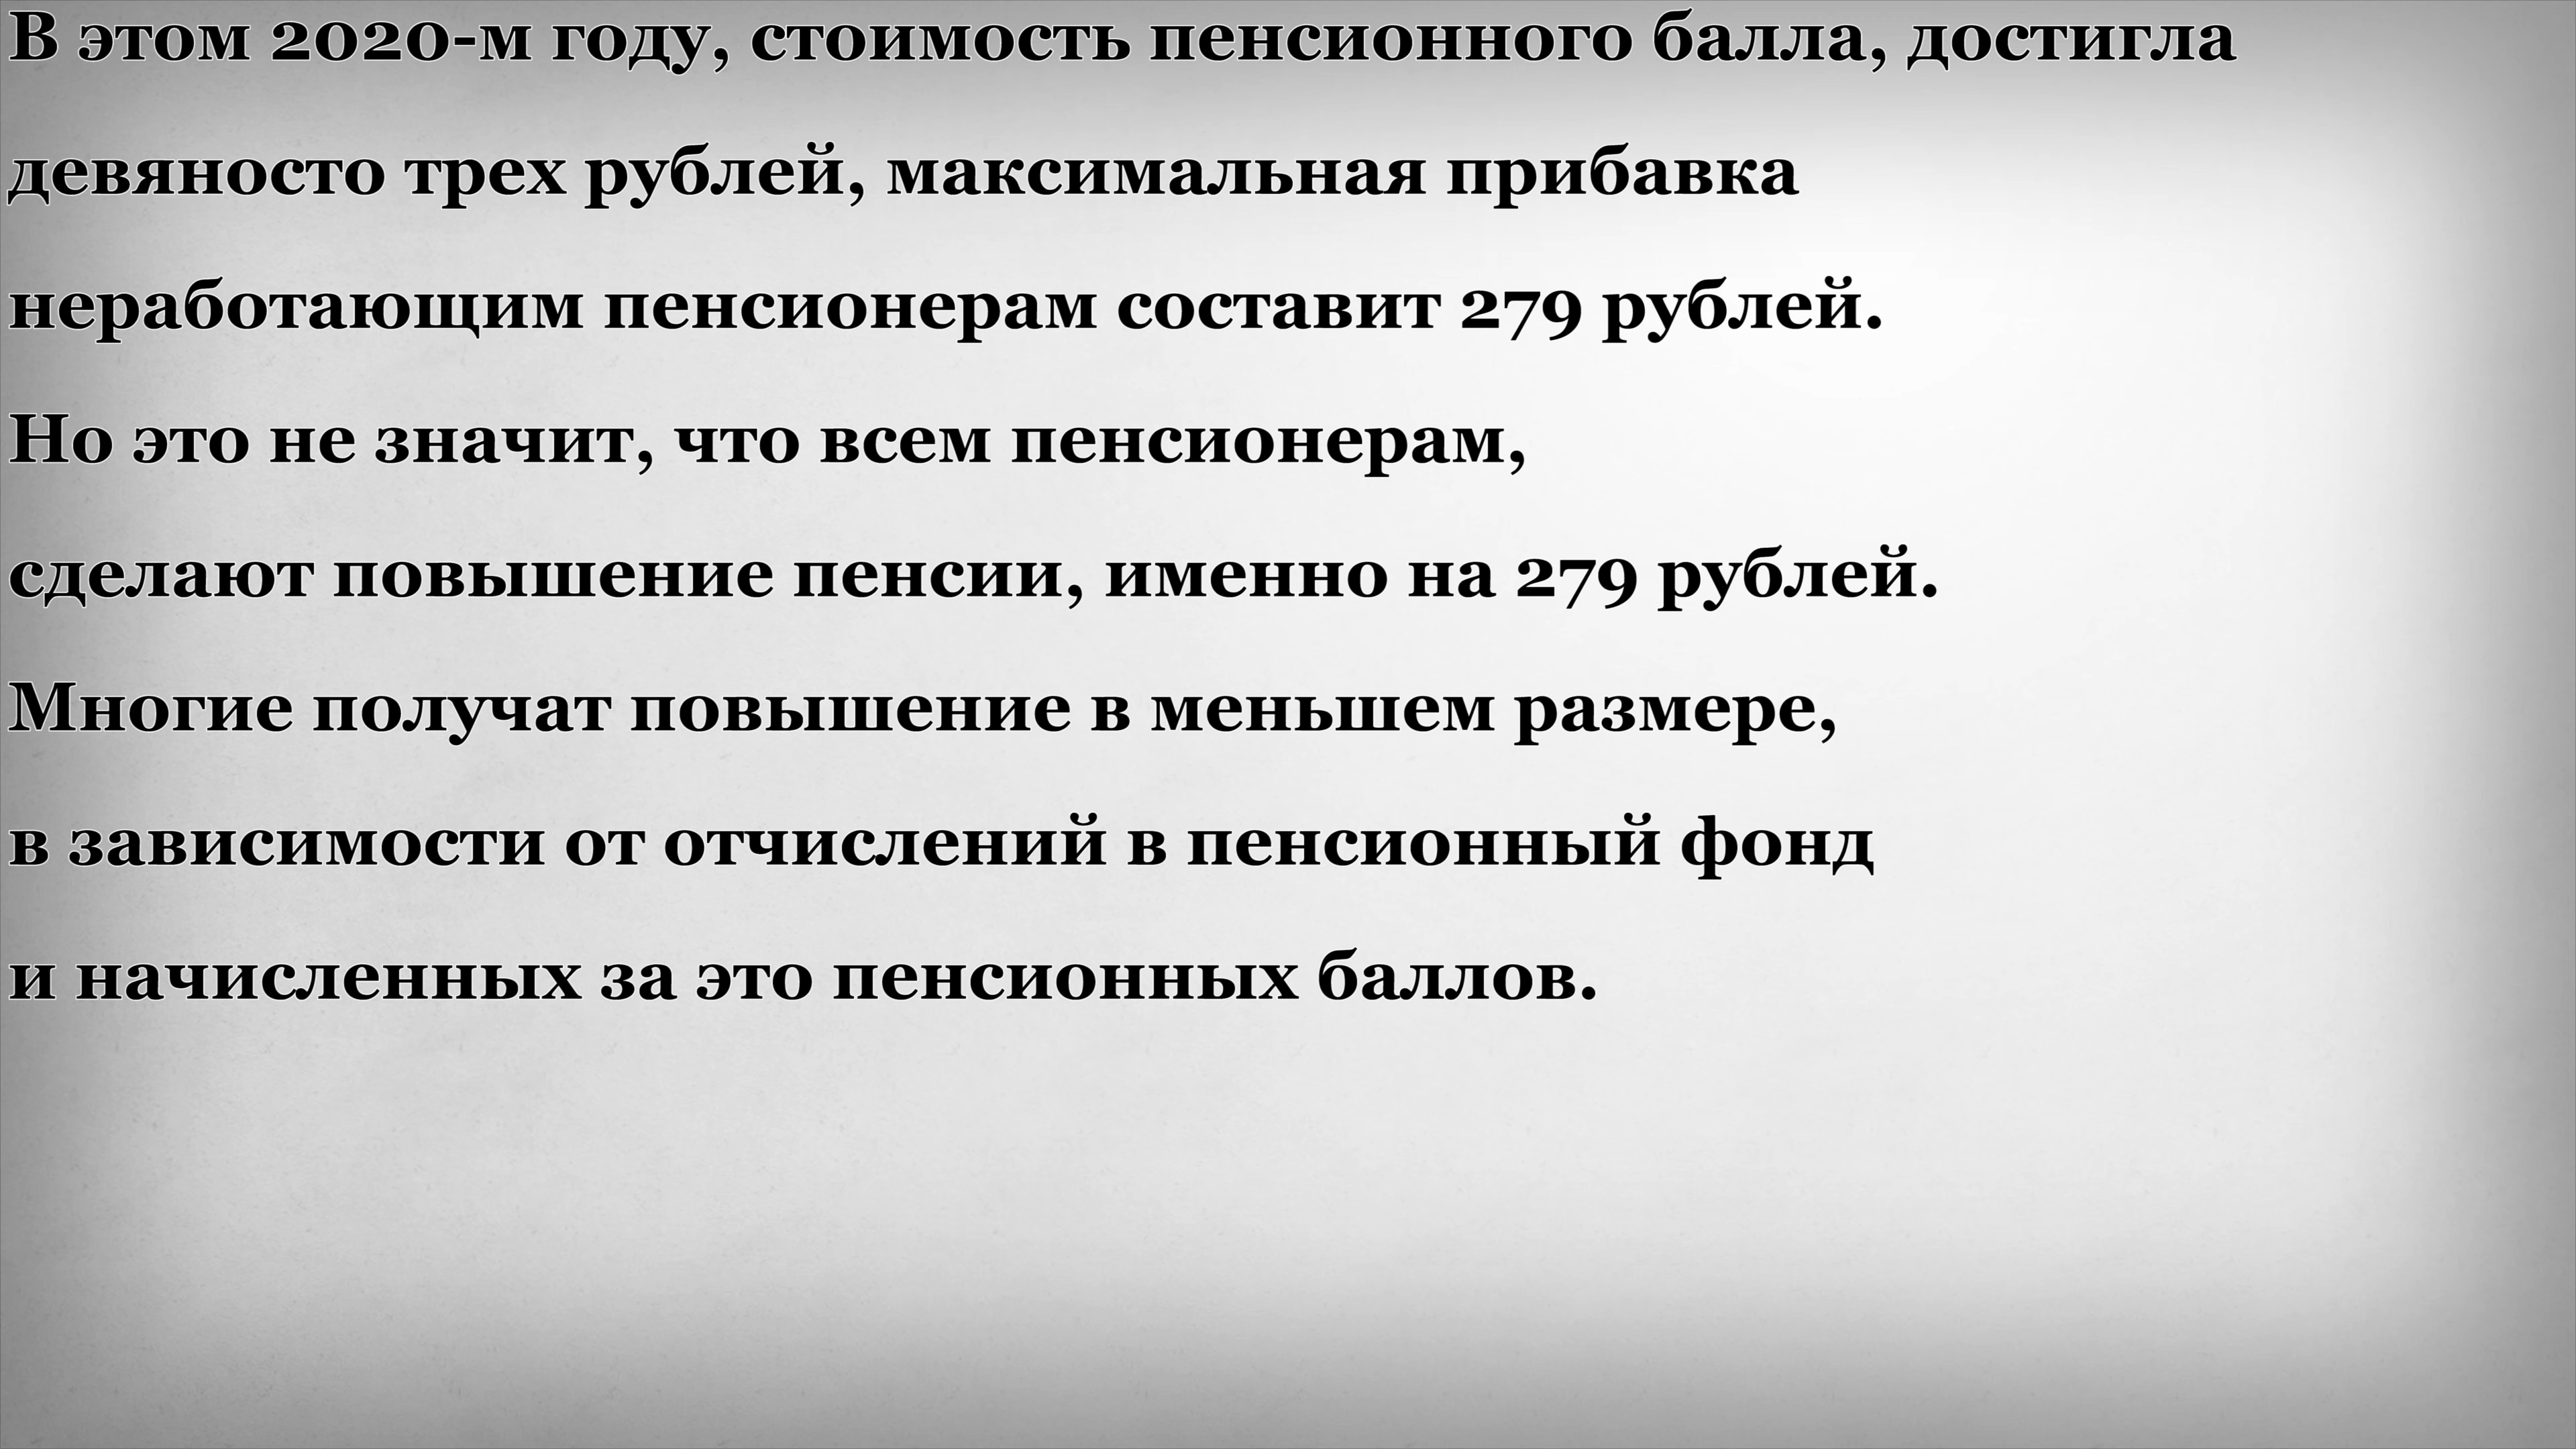 В этом 2020-м году, стоимость пенсионного балла, достигла
девяносто трех рублей, максимальная прибавка
неработающим пенсионерам составит 279 рублей.
Но это не значит, что всем пенсионерам,
сделают повышение пенсии, именно на 279 рублей.
Многие получат повышение в меньшем размере,
в зависимости от отчислений в пенсионный фонд
и начисленных за это пенсионных баллов.